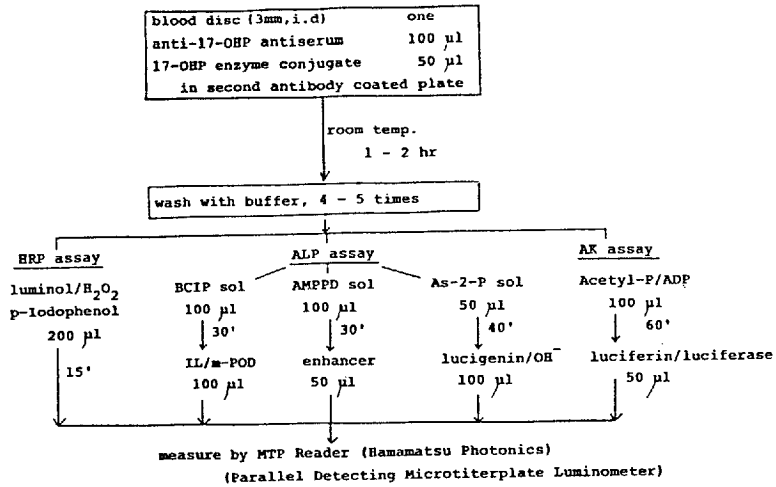 blood disc (3mm,i.d) one
anti-17-OHP antiserum 100 µl
17-OHP enzyme conjugate 50 µl
in second antibody coated plate
room temp.
1 - 2 hr
wash with buffer, 4 - 5 times
HRP assay
luminol/H₂O₂
p-Iodophenol
200 µl
15'
ALP assay
BCIP sol
100 µl
30'
IL/m-POD
100 µl
AMPPD sol
100 µl
30'
enhancer
50 µl
As-2-P sol
50 µl
40'
lucigenin/OH⁻
100 µl
AK assay
Acetyl-P/ADP
100 µl
60'
luciferin/luciferase
50 µl
measure by MTP Reader (Hamamatsu Photonics)
(Parallel Detecting Microtiterplate Luminometer)